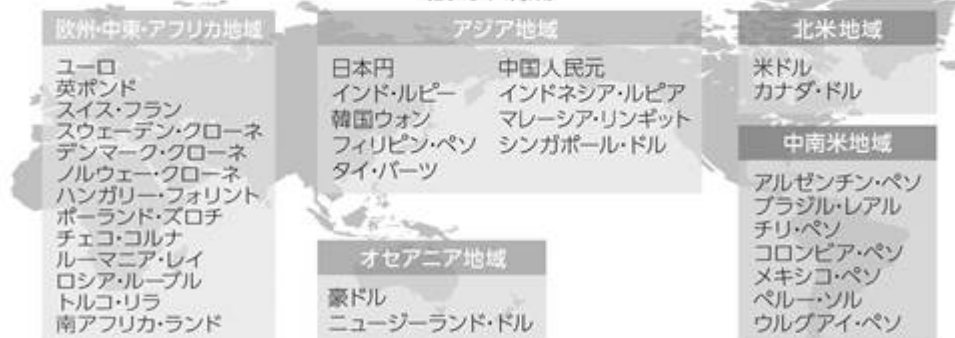 欧州・中東・アフリカ地域
ユーロ
英ポンド
スイス・フラン
スウェーデン・クローネ
デンマーク・クローネ
ノルウェー・クローネ
ハンガリー・フォリント
ポーランド・ズロチ
チェコ・コルナ
ルーマニア・レイ
ロシア・ルーブル
トルコ・リラ
南アフリカ・ランド
アジア地域
日本円 中国人民元
インド・ルピー インドネシア・ルピア
韓国ウォン マレーシア・リンギット
フィリピン・ペソ シンガポール・ドル
タイ・バーツ
オセアニア地域
豪ドル
ニュージーランド・ドル
北米地域
米ドル
カナダ・ドル
中南米地域
アルゼンチン・ペソ
ブラジル・レアル
チリ・ペソ
コロンビア・ペソ
メキシコ・ペソ
ペルー・ソル
ウルグアイ・ペソ